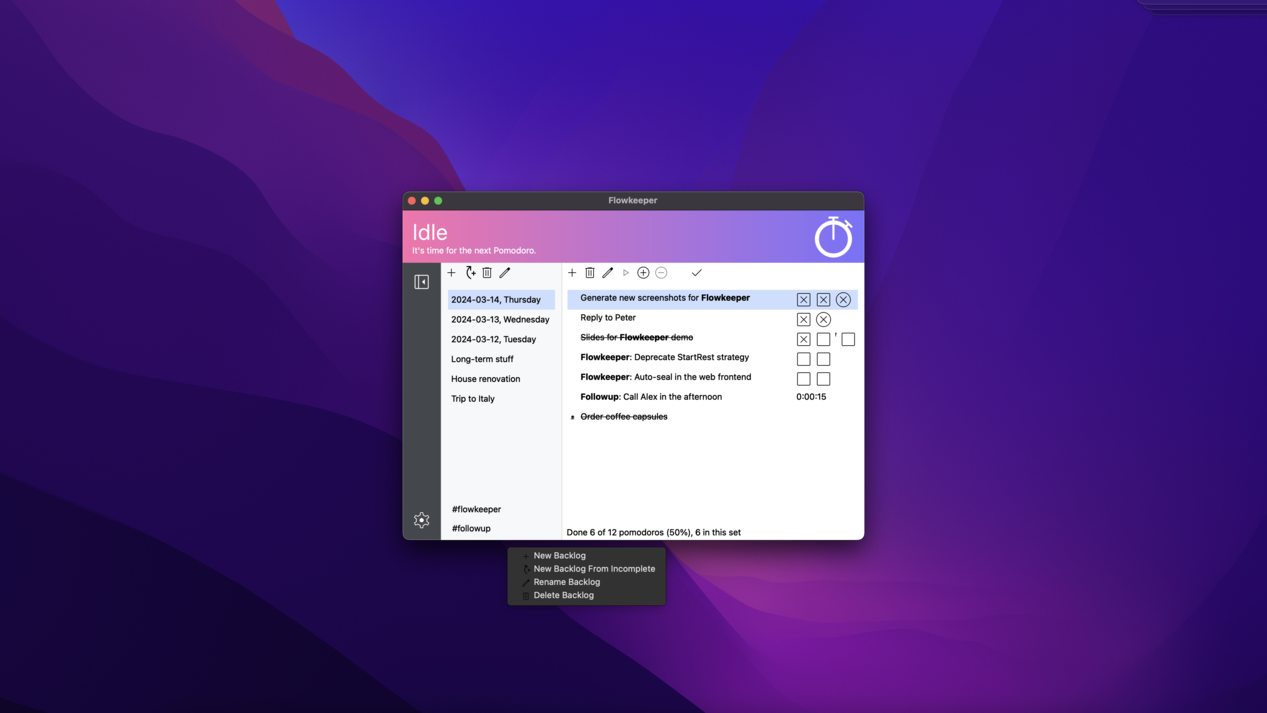 Flowkeeper
Idle
It's time for the next Pomodoro.
2024-03-14, Thursday
2024-03-13, Wednesday
2024-03-12, Tuesday
Long-term stuff
House renovation
Trip to Italy
#flowkeeper
#followup
Generate new screenshots for Flowkeeper
Reply to Peter
Slides for Flowkeeper demo
'
Flowkeeper: Deprecate StartRest strategy
Flowkeeper: Auto-seal in the web frontend
Followup: Call Alex in the afternoon 0:00:15
Order coffee capsules
Done 6 of 12 pomodoros (50%), 6 in this set
New Backlog
New Backlog From Incomplete
Rename Backlog
Delete Backlog